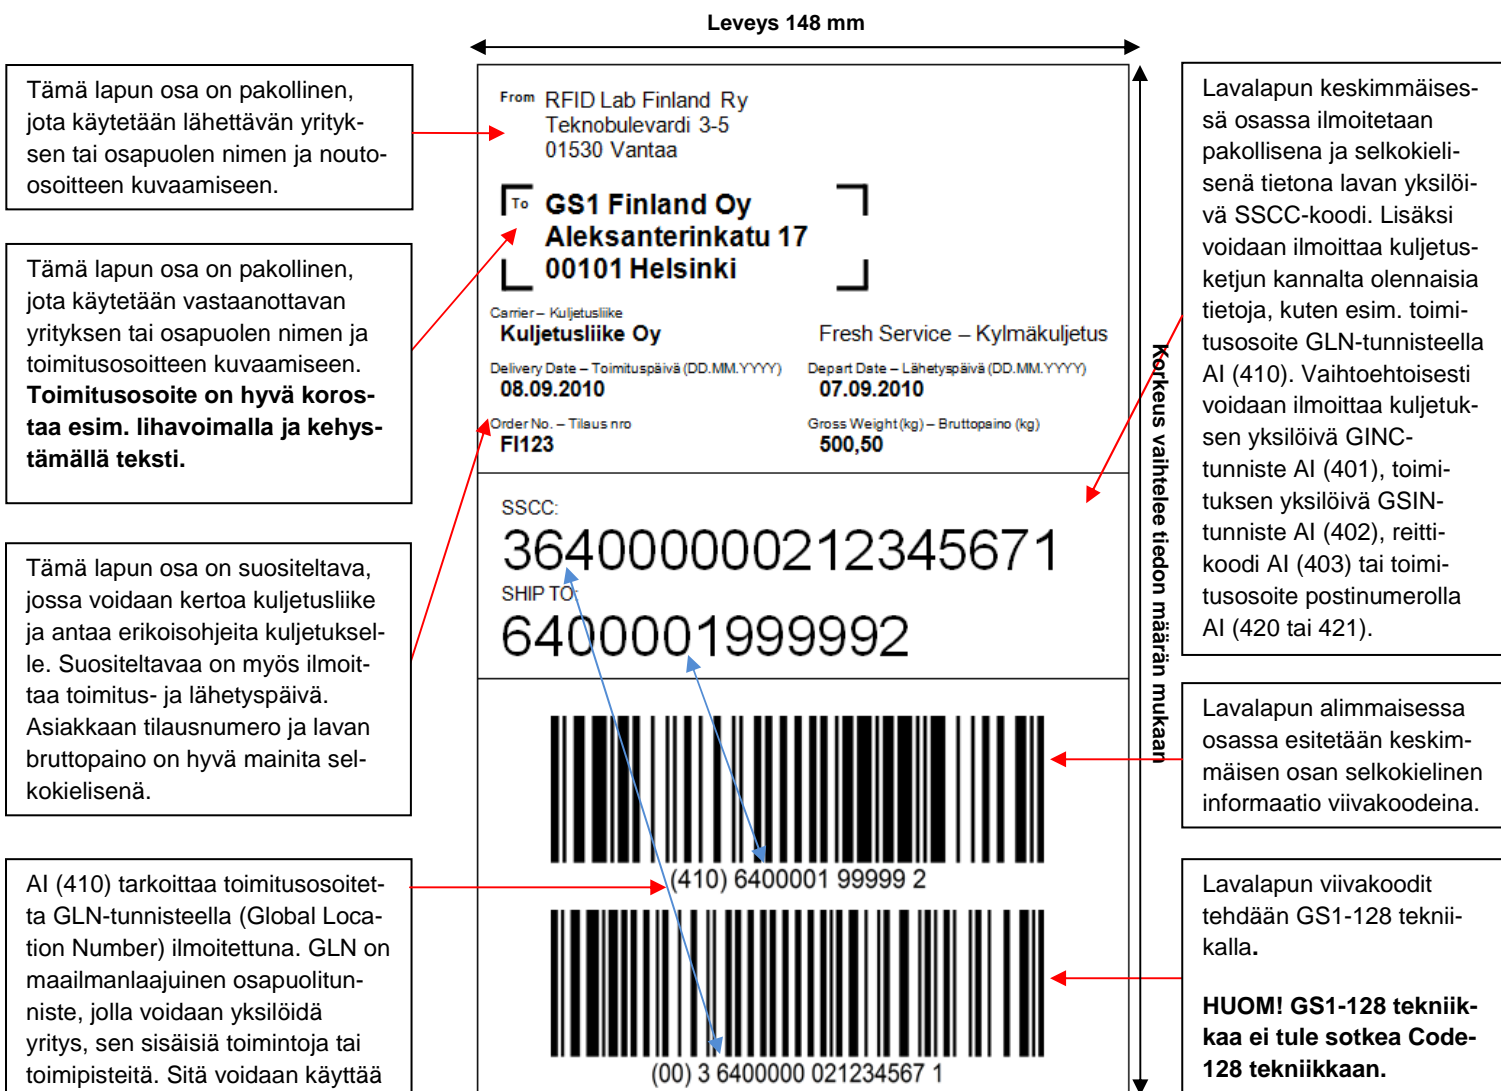 Leveys 148 mm
Tämä lapun osa on pakollinen,
jota käytetään lähettävän yrityk-
sen tai osapuolen nimen ja nouto-
osoitteen kuvaamiseen.
Tämä lapun osa on pakollinen,
jota käytetään vastaanottavan
yrityksen tai osapuolen nimen ja
toimitusosoitteen kuvaamiseen.
Toimitusosoite on hyvä koros-
taa esim. lihavoimalla ja kehys-
tämällä teksti.
Tämä lapun osa on suositeltava,
jossa voidaan kertoa kuljetusliike
ja antaa erikoisohjeita kuljetuksel-
le. Suositeltavaa on myös ilmoit-
taa toimitus- ja lähetyspäivä.
Asiakkaan tilausnumero ja lavan
bruttopaino on hyvä mainita sel-
kokielisenä.
AI (410) tarkoittaa toimitusosoitet-
ta GLN-tunnisteella (Global Loca-
tion Number) ilmoitettuna. GLN on
maailmanlaajuinen osapuolitun-
niste, jolla voidaan yksilöidä
yritys, sen sisäisiä toimintoja tai
toimipisteitä. Sitä voidaan käyttää
From RFID Lab Finland Ry
Teknobulevardi 3-5
01530 Vantaa
To GS1 Finland Oy
Aleksanterinkatu 17
00101 Helsinki
Carrier – Kuljetusliike
Kuljetusliike Oy Fresh Service – Kylmäkuljetus
Delivery Date – Toimituspäivä (DD.MM.YYYY) Depart Date – Lähetyspäivä (DD.MM.YYYY)
08.09.2010 07.09.2010
Order No. – Tilaus nro Gross Weight (kg) – Bruttopaino (kg)
FI123 500,50
SSCC:
364000000212345671
SHIP TO:
6400001999992
(410) 6400001 99999 2
(00) 3 6400000 021234567 1
Korkeus vaihtelee tiedon määrän mukaan
Lavalapun keskimmäises-
sä osassa ilmoitetaan
pakollisena ja selkokieli-
senä tietona lavan yksilöi-
vä SSCC-koodi. Lisäksi
voidaan ilmoittaa kuljetus-
ketjun kannalta olennaisia
tietoja, kuten esim. toimi-
tusosoite GLN-tunnisteella
AI (410). Vaihtoehtoisesti
voidaan ilmoittaa kuljetuk-
sen yksilöivä GINC-
tunniste AI (401), toimi-
tuksen yksilöivä GSIN-
tunniste AI (402), reitti-
koodi AI (403) tai toimi-
tusosoite postinumerolla
AI (420 tai 421).
Lavalapun alimmaisessa
osassa esitetään keskim-
mäisen osan selkokielinen
informaatio viivakoodeina.
Lavalapun viivakoodit
tehdään GS1-128 teknii-
kalla.
HUOM! GS1-128 tekniik-
kaa ei tule sotkea Code-
128 tekniikkaan.